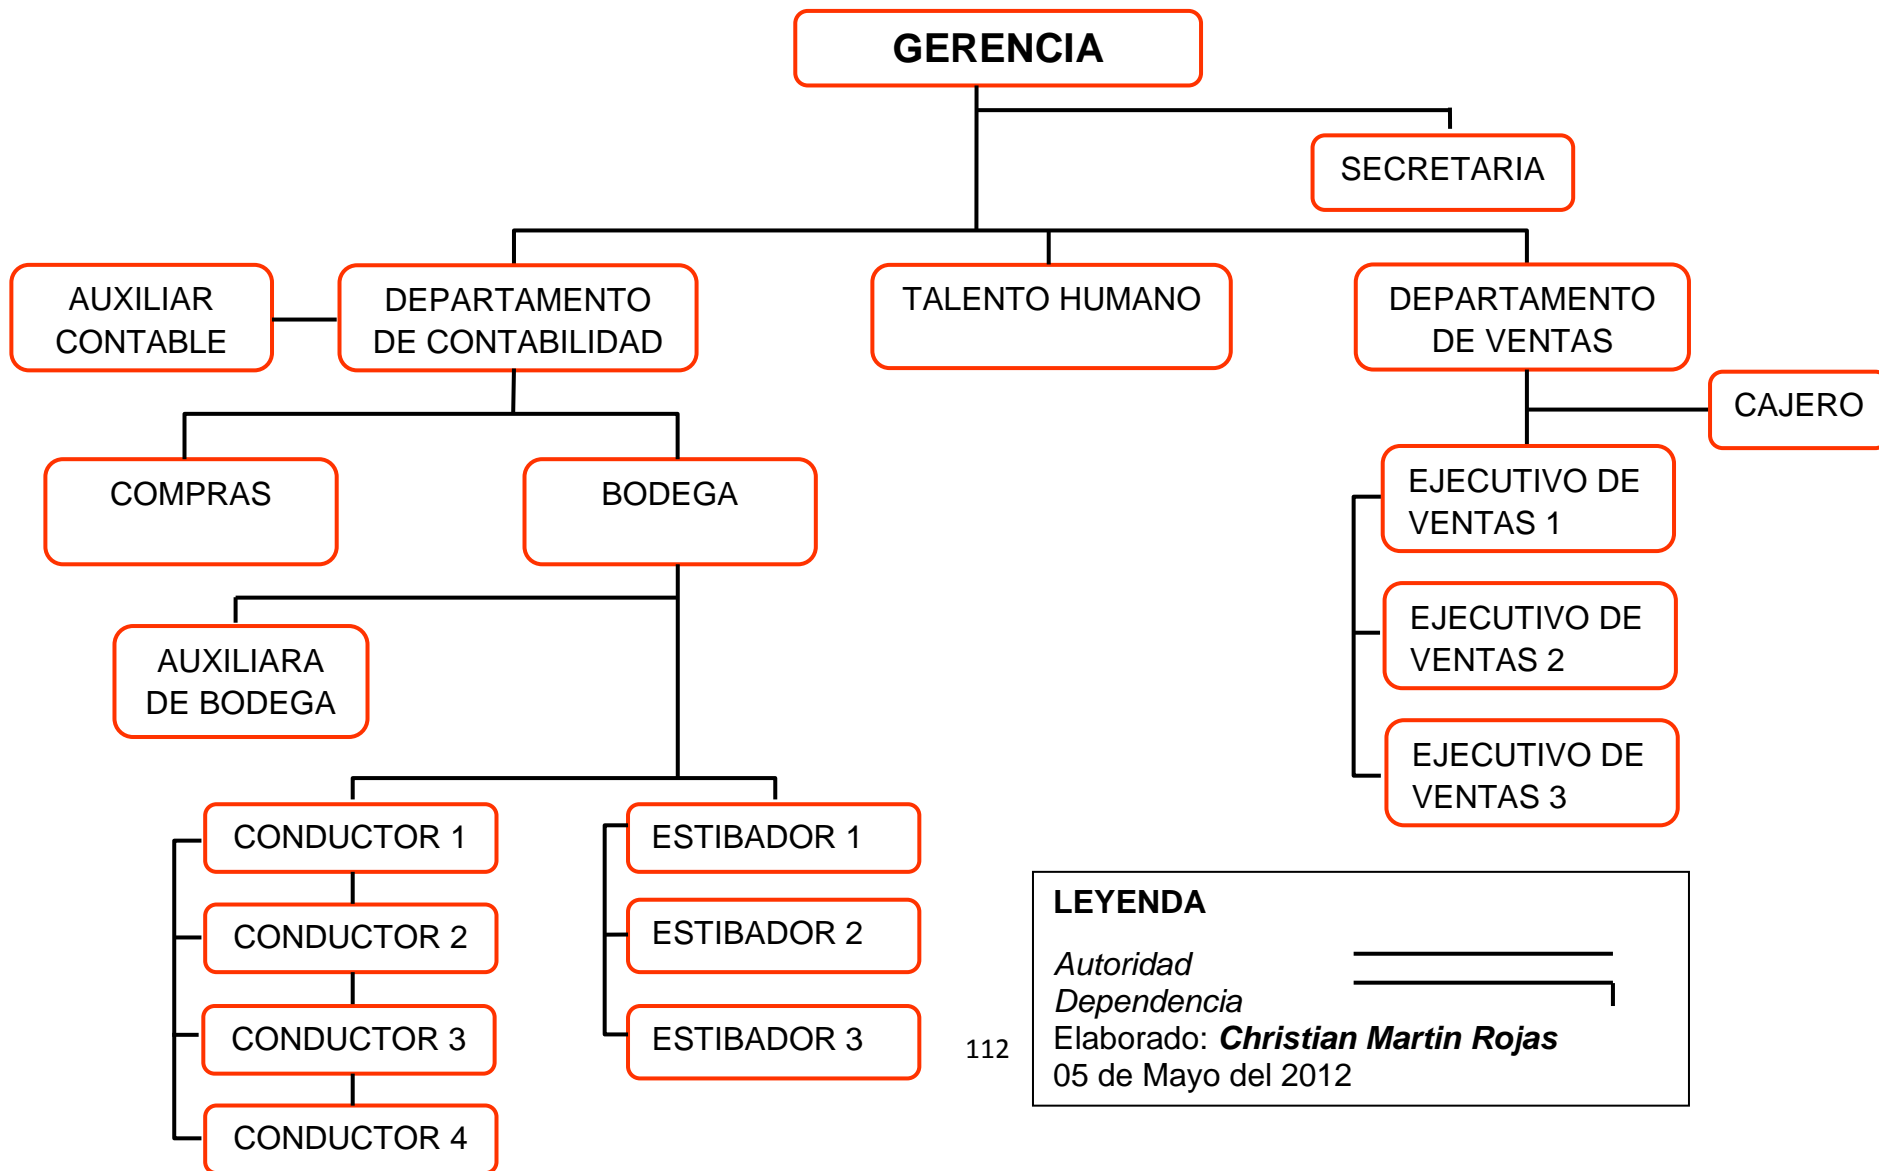 GERENCIA
SECRETARIA
AUXILIAR
CONTABLE
DEPARTAMENTO
DE CONTABILIDAD
TALENTO HUMANO
DEPARTAMENTO
DE VENTAS
CAJERO
COMPRAS
BODEGA
EJECUTIVO DE
VENTAS 1
EJECUTIVO DE
VENTAS 2
EJECUTIVO DE
VENTAS 3
AUXILIARA
DE BODEGA
CONDUCTOR 1
CONDUCTOR 2
CONDUCTOR 3
CONDUCTOR 4
ESTIBADOR 1
ESTIBADOR 2
ESTIBADOR 3
112
LEYENDA
Autoridad
Dependencia
Elaborado: Christian Martin Rojas
05 de Mayo del 2012